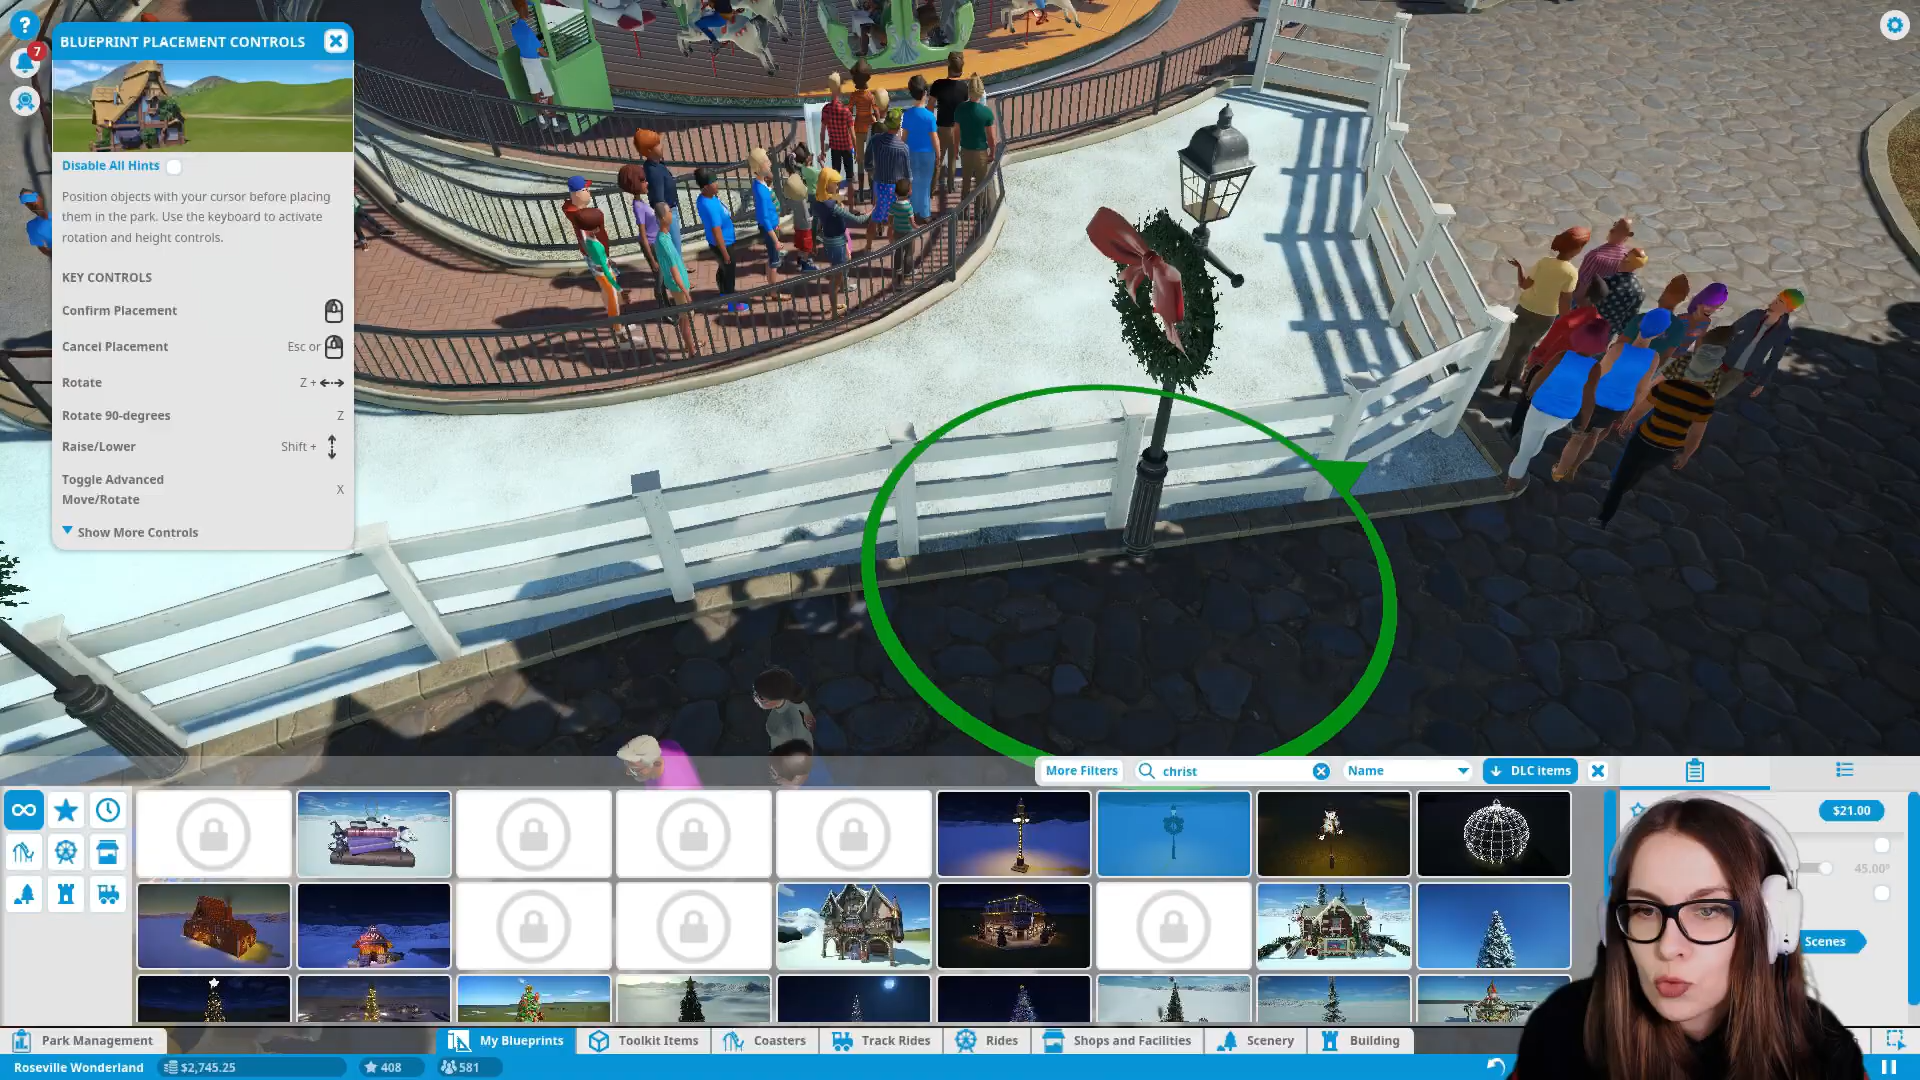 ?
7
BLUEPRINT PLACEMENT CONTROLS
Disable All Hints
Position objects with your cursor before placing
them in the park. Use the keyboard to activate
rotation and height controls.
KEY CONTROLS
Confirm Placement
Cancel Placement Esc or
Rotate Z +
Rotate 90-degrees Z
Raise/Lower Shift +
Toggle Advanced
Move/Rotate X
Show More Controls
More Filters christ Name DLC items
$21.00
45.00°
Scenes
Park Management My Blueprints Toolkit Items Coasters Track Rides Rides Shops and Facilities Scenery Building
Roseville Wonderland $2,745.25 408 581